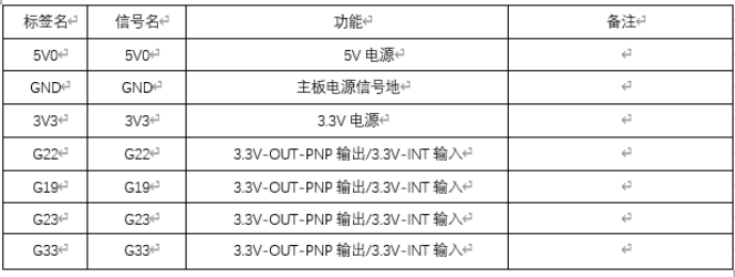 标签名 信号名 功能 备注
5V0 5V0 5V 电源
GND GND 主板电源信号地
3V3 3V3 3.3V 电源
G22 G22 3.3V-OUT-PNP 输出/3.3V-INT 输入
G19 G19 3.3V-OUT-PNP 输出/3.3V-INT 输入
G23 G23 3.3V-OUT-PNP 输出/3.3V-INT 输入
G33 G33 3.3V-OUT-PNP 输出/3.3V-INT 输入